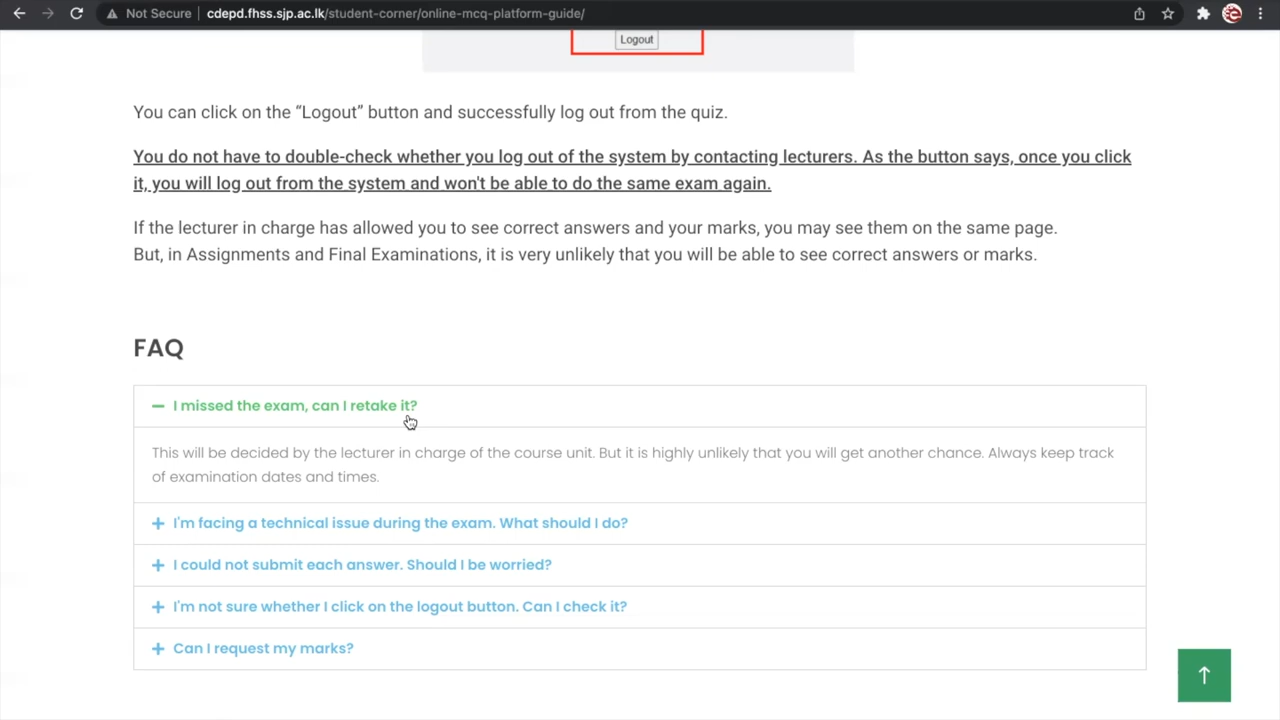 Not Secure | cdepd.fhss.sjp.ac.lk/student-corner/online-mcq-platform-guide/
Logout
You can click on the “Logout” button and successfully log out from the quiz.
You do not have to double-check whether you log out of the system by contacting lecturers. As the button says, once you click
it, you will log out from the system and won't be able to do the same exam again.
If the lecturer in charge has allowed you to see correct answers and your marks, you may see them on the same page.
But, in Assignments and Final Examinations, it is very unlikely that you will be able to see correct answers or marks.
FAQ
I missed the exam, can I retake it?
This will be decided by the lecturer in charge of the course unit. But it is highly unlikely that you will get another chance. Always keep track
of examination dates and times.
I'm facing a technical issue during the exam. What should I do?
I could not submit each answer. Should I be worried?
I'm not sure whether I click on the logout button. Can I check it?
Can I request my marks?